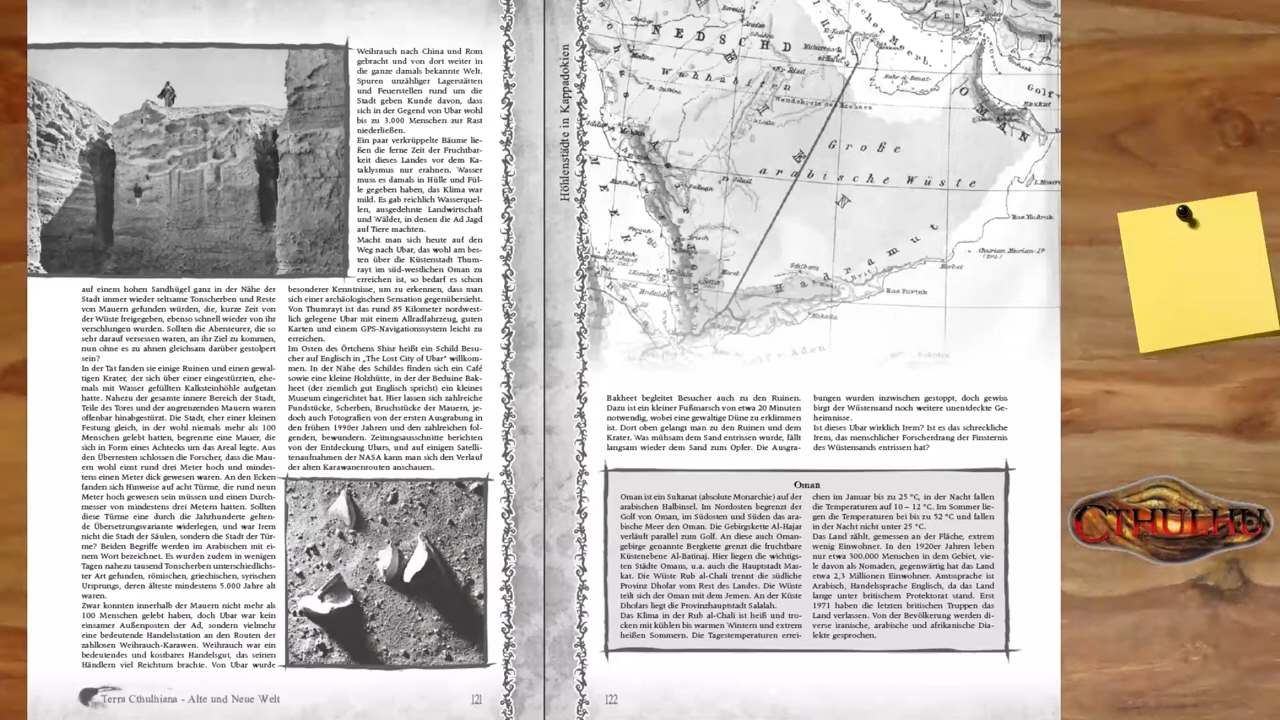 Weihrauch nach China und Rom
gebracht und von dort weiter in
die ganze damals bekannte Welt.
Spuren unzähliger Lagerstätten
und Feuerstellen rund um die
Stadt geben Kunde davon, dass
sich in der Gegend von Ubar wohl
bis zu 3.000 Menschen zur Rast
niederließen.
Ein paar verkrüppelte Bäume lie-
ßen die ferne Zeit der Fruchtbar-
keit dieses Landes vor dem Ka-
taklysmus nur erahnen. Wasser
muss es damals in Hülle und Fül-
le gegeben haben, das Klima war
mild. Es gab reichlich Wasserquel-
len, ausgedehnte Landwirtschaft
und Wälder, in denen die Ad Jagd
auf Tiere machten.
Macht man sich heute auf den
Weg nach Ubar, das wohl am bes-
ten über die Küstenstadt Thum-
rayt im süd-westlichen Oman zu
erreichen ist, so bedarf es schon
auf einem hohen Sandhügel ganz in der Nähe der
Stadt immer wieder seltsame Tonscherben und Reste
von Mauern gefunden würden, die, kurze Zeit von
der Wüste freigegeben, ebenso schnell wieder von ihr
verschlungen wurden. Sollten die Abenteurer, die so
sehr darauf versessen waren, an ihr Ziel zu kommen,
nun ohne es zu ahnen gleichsam darüber gestolpert
sein?
In der Tat fanden sie einige Ruinen und einen gewal-
tigen Krater, der sich über einer eingestürzten, ehe-
mals mit Wasser gefüllten Kalksteinhöhle aufgetan
hatte. Nahezu der gesamte innere Bereich der Stadt,
Teile des Tores und der angrenzenden Mauern waren
offenbar hinabgestürzt. Die Stadt, eher einer kleinen
Festung gleich, in der wohl niemals mehr als 100
Menschen gelebt hatten, begrenzte eine Mauer, die
sich in Form eines Achtecks um das Areal legte. Aus
den Überresten schlossen die Forscher, dass die Mau-
ern wohl einst rund drei Meter hoch und mindes-
tens einen Meter dick gewesen waren. An den Ecken
fanden sich Hinweise auf acht Türme, die rund neun
Meter hoch gewesen sein müssen und einen Durch-
messer von mindestens drei Metern hatten. Sollten
diese Türme eine durch die Jahrhunderte gehen-
de Übersetzungsvariante widerlegen, und war Irem
nicht die Stadt der Säulen, sondern die Stadt der Tür-
me? Beiden Begriffe werden im Arabischen mit ei-
nem Wort bezeichnet. Es wurden zudem in wenigen
Tagen nahezu tausend Tonscherben unterschiedlichs-
ter Art gefunden, römischen, griechischen, syrischen
Ursprungs, deren älteste mindestens 5.000 Jahre alt
waren.
Zwar konnten innerhalb der Mauern nicht mehr als
100 Menschen gelebt haben, doch Ubar war kein
einsamer Außenposten der Ad, sondern vielmehr
eine bedeutende Handelsstation an den Routen der
zahllosen Weihrauch-Karawen. Weihrauch war ein
bedeutendes und kostbares Handelsgut, das seinen
Händlern viel Reichtum brachte. Von Ubar wurde
besonderer Kenntnisse, um zu erkennen, dass man
sich einer archäologischen Sensation gegenübersieht.
Von Thumrayt ist das rund 85 Kilometer nordwest-
lich gelegene Ubar mit einem Allradfahrzeug, guten
Karten und einem GPS-Navigationssystem leicht zu
erreichen.
Im Osten des Örtchens Shisr heißt ein Schild Besu-
cher auf Englisch in „The Lost City of Ubar“ willkom-
men. In der Nähe des Schildes finden sich ein Café
sowie eine kleine Holzhütte, in der der Beduine Bak-
heet (der ziemlich gut Englisch spricht) ein kleines
Museum eingerichtet hat. Hier lassen sich zahlreiche
Fundstücke, Scherben, Bruchstücke der Mauern, je-
doch auch Fotografien von der ersten Ausgrabung in
den frühen 1990er Jahren und den zahlreichen fol-
genden, bewundern. Zeitungsausschnitte berichten
von der Entdeckung Ubars, und auf einigen Satelli-
tenaufnahmen der NASA kann man sich den Verlauf
der alten Karawanenrouten anschauen.
Terra Cthulhiana - Alte und Neue Welt
121
Höhlenstädte in Kappadokien
NEDSCHD
Wahhabiten
Große
arabische Wüste
OMAN
Hadramut
Maskat
Ras Madrak
Merbat
Ras Fartak
Makalla
Bakheet begleitet Besucher auch zu den Ruinen.
Dazu ist ein kleiner Fußmarsch von etwa 20 Minuten
notwendig, wobei eine gewaltige Düne zu erklimmen
ist. Dort oben gelangt man zu den Ruinen und dem
Krater. Was mühsam dem Sand entrissen wurde, fällt
langsam wieder dem Sand zum Opfer. Die Ausgra-
bungen wurden inzwischen gestoppt, doch gewiss
birgt der Wüstensand noch weitere unentdeckte Ge-
heimnisse.
Ist dieses Ubar wirklich Irem? Ist es das schreckliche
Irem, das menschlicher Forscherdrang der Finsternis
des Wüstensands entrissen hat?
Oman
Oman ist ein Sultanat (absolute Monarchie) auf der
arabischen Halbinsel. Im Nordosten begrenzt der
Golf von Oman, im Südosten und Süden das ara-
bische Meer den Oman. Die Gebirgskette Al-Hajar
verläuft parallel zum Golf. An diese auch Oman-
gebirge genannte Bergkette grenzt die fruchtbare
Küstenebene Al-Batinaj. Hier liegen die wichtigs-
ten Städte Omans, u.a. auch die Hauptstadt Mas-
kat. Die Wüste Rub al-Chali trennt die südliche
Provinz Dhofar vom Rest des Landes. Die Wüste
teilt sich der Oman mit dem Jemen. An der Küste
Dhofars liegt die Provinzhauptstadt Salalah.
Das Klima in der Rub al-Chali ist heiß und tro-
cken mit kühlen bis warmen Wintern und extrem
heißen Sommern. Die Tagestemperaturen errei-
chen im Januar bis zu 25 °C, in der Nacht fallen
die Temperaturen auf 10 – 12 °C. Im Sommer lie-
gen die Temperaturen bei bis zu 52 °C und fallen
in der Nacht nicht unter 25 °C.
Das Land zählt, gemessen an der Fläche, extrem
wenig Einwohner. In den 1920er Jahren leben
nur etwa 300.000 Menschen in dem Gebiet, vie-
le davon als Nomaden, gegenwärtig hat das Land
etwa 2,3 Millionen Einwohner. Amtssprache ist
Arabisch, Handelssprache Englisch, da das Land
lange unter britischem Protektorat stand. Erst
1971 haben die letzten britischen Truppen das
Land verlassen. Von der Bevölkerung werden di-
verse iranische, arabische und afrikanische Dia-
lekte gesprochen.
122
CTHULHU